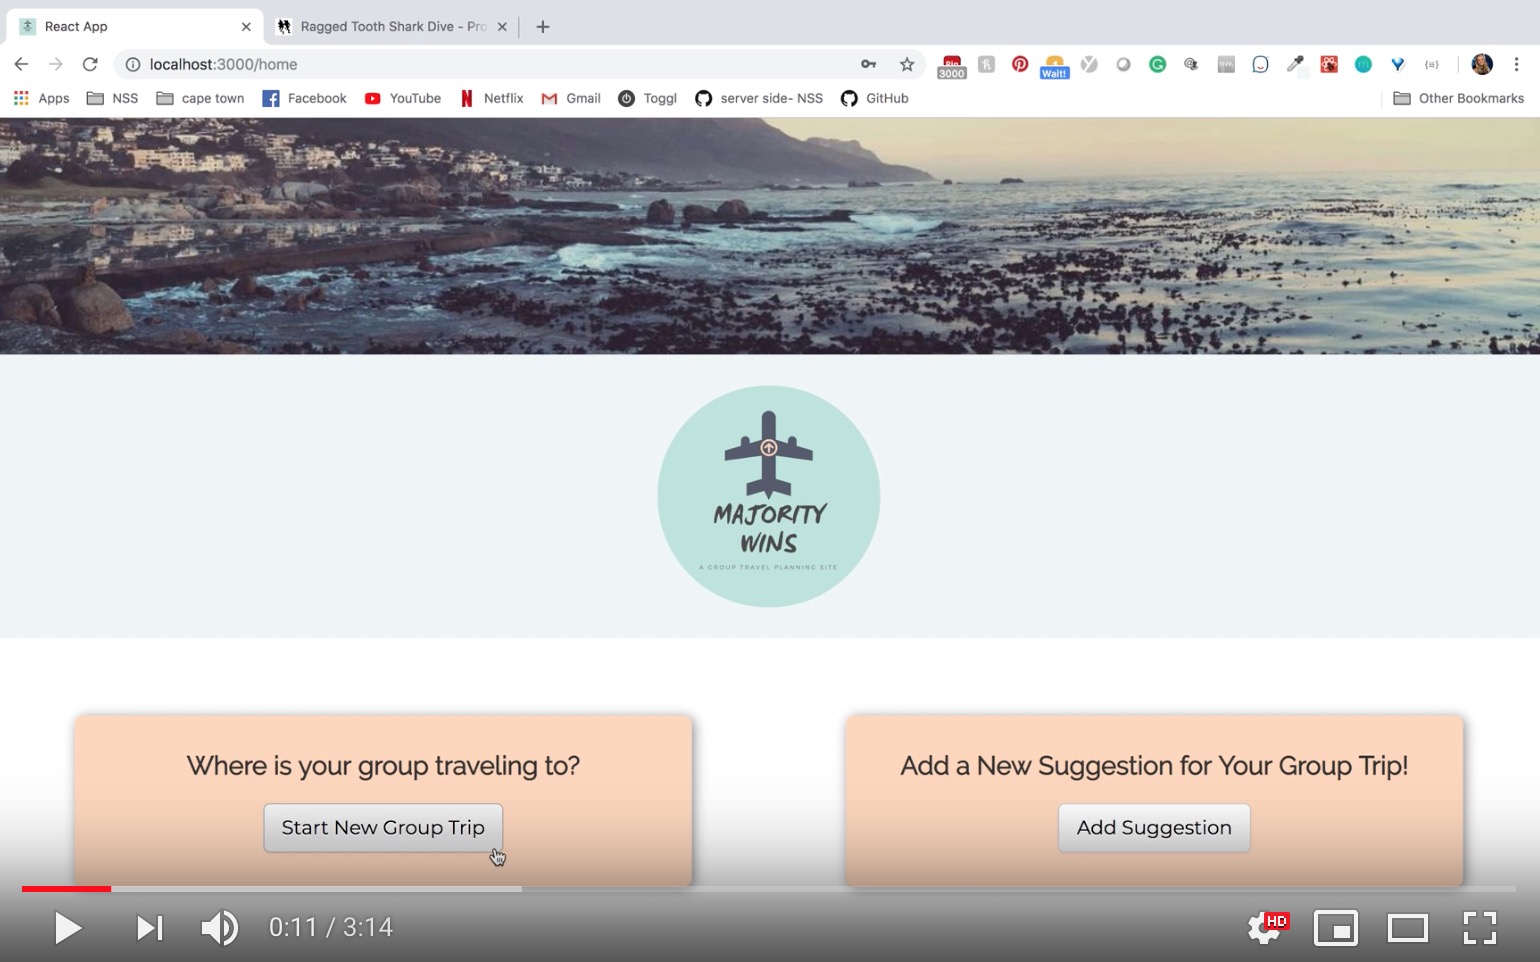 React App
Ragged Tooth Shark Dive - Pro
localhost:3000/home
3000
Wait!
Apps
NSS
cape town
Facebook
YouTube
Netflix
Gmail
Toggl
server side- NSS
GitHub
Other Bookmarks
MAJORITY
WINS
A GROUP TRAVEL PLANNING SITE
Where is your group traveling to?
Add a New Suggestion for Your Group Trip!
Start New Group Trip
Add Suggestion
0:11 / 3:14
HD